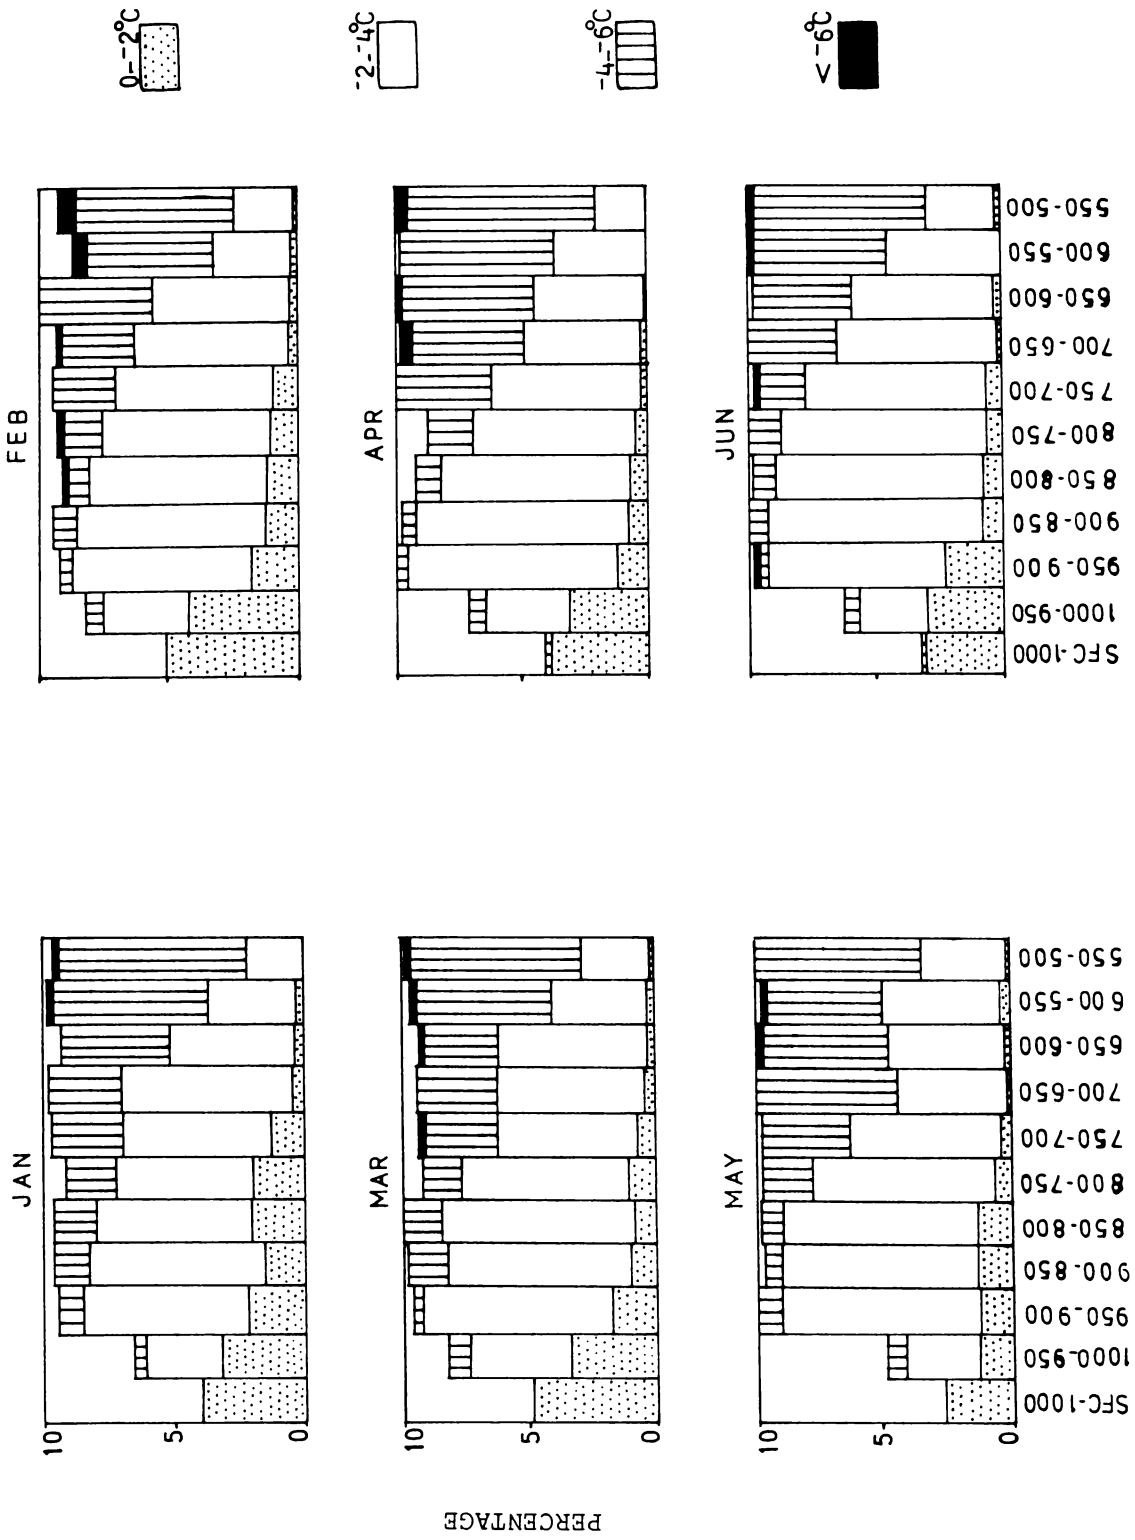 0–⁻2°C
⁻2–⁻4°C
⁻4–⁻6°C
< ⁻6°C
FEB
APR
JUN
550-500
600-550
650-600
700-650
750-700
800-750
850-800
900-850
950-900
1000-950
SFC-1000
JAN
MAR
MAY
550-500
600-550
650-600
700-650
750-700
800-750
850-800
900-850
950-900
1000-950
SFC-1000
10
5
0
10
5
0
10
5
0
PERCENTAGE